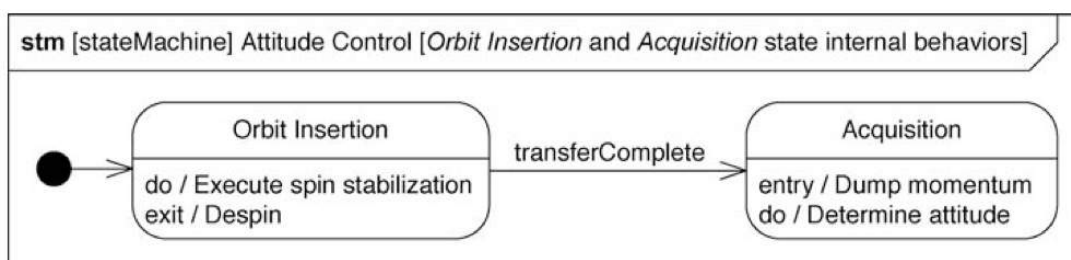 stm [stateMachine] Attitude Control [Orbit Insertion and Acquisition state internal behaviors]
Orbit Insertion
do / Execute spin stabilization
exit / Despin
transferComplete
Acquisition
entry / Dump momentum
do / Determine attitude